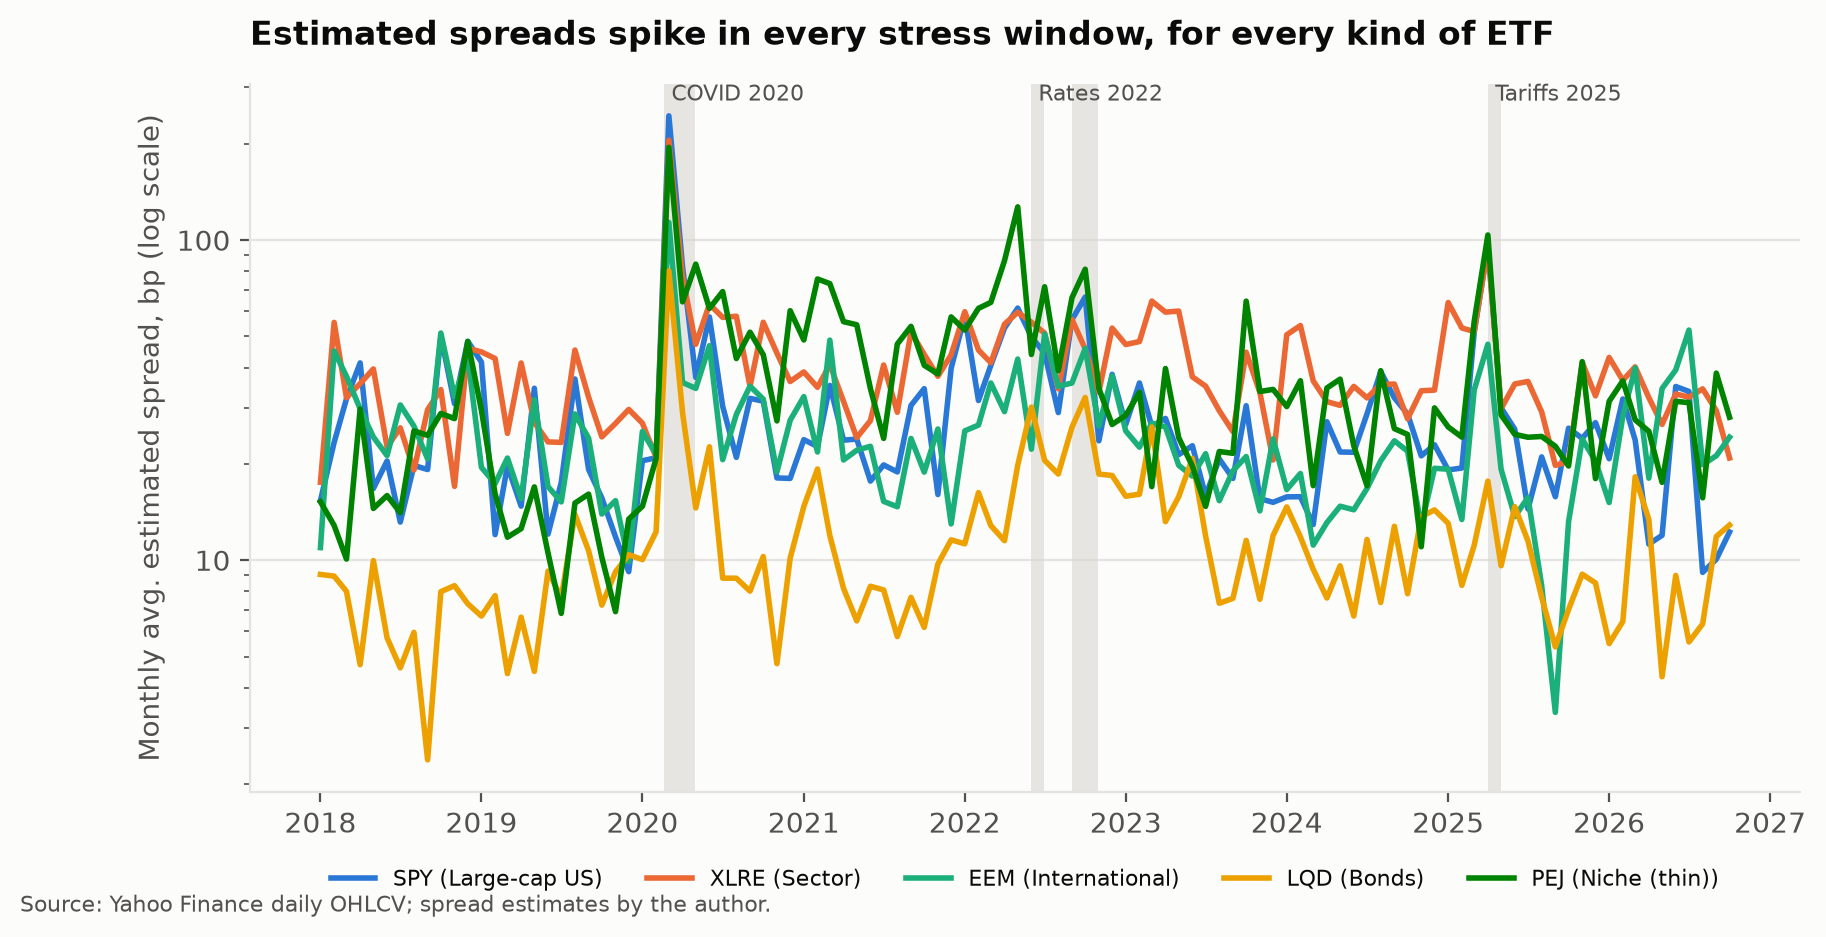 Estimated spreads spike in every stress window, for every kind of ETF
COVID 2020
Rates 2022
Tariffs 2025
Monthly avg. estimated spread, bp (log scale)
100
10
2018
2019
2020
2021
2022
2023
2024
2025
2026
2027
SPY (Large-cap US)
XLRE (Sector)
EEM (International)
LQD (Bonds)
PEJ (Niche (thin))
Source: Yahoo Finance daily OHLCV; spread estimates by the author.